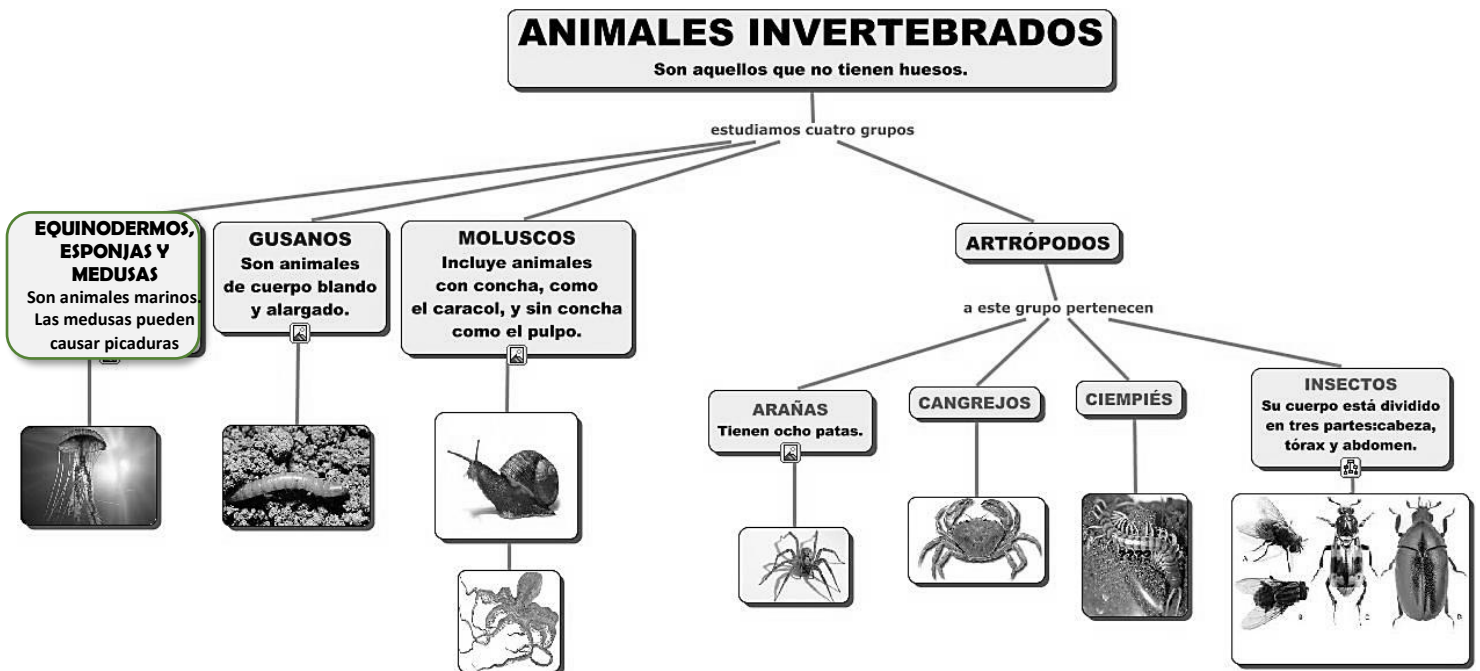 ANIMALES INVERTEBRADOS
Son aquellos que no tienen huesos.
estudiamos cuatro grupos
EQUINODERMOS,
ESPONJAS Y
MEDUSAS
Son animales marinos.
Las medusas pueden
causar picaduras
GUSANOS
Son animales
de cuerpo blando
y alargado.
MOLUSCOS
Incluye animales
con concha, como
el caracol, y sin concha
como el pulpo.
ARTRÓPODOS
a este grupo pertenecen
ARAÑAS
Tienen ocho patas.
CANGREJOS
CIEMPIÉS
INSECTOS
Su cuerpo está dividido
en tres partes:cabeza,
tórax y abdomen.
A
B
C
D